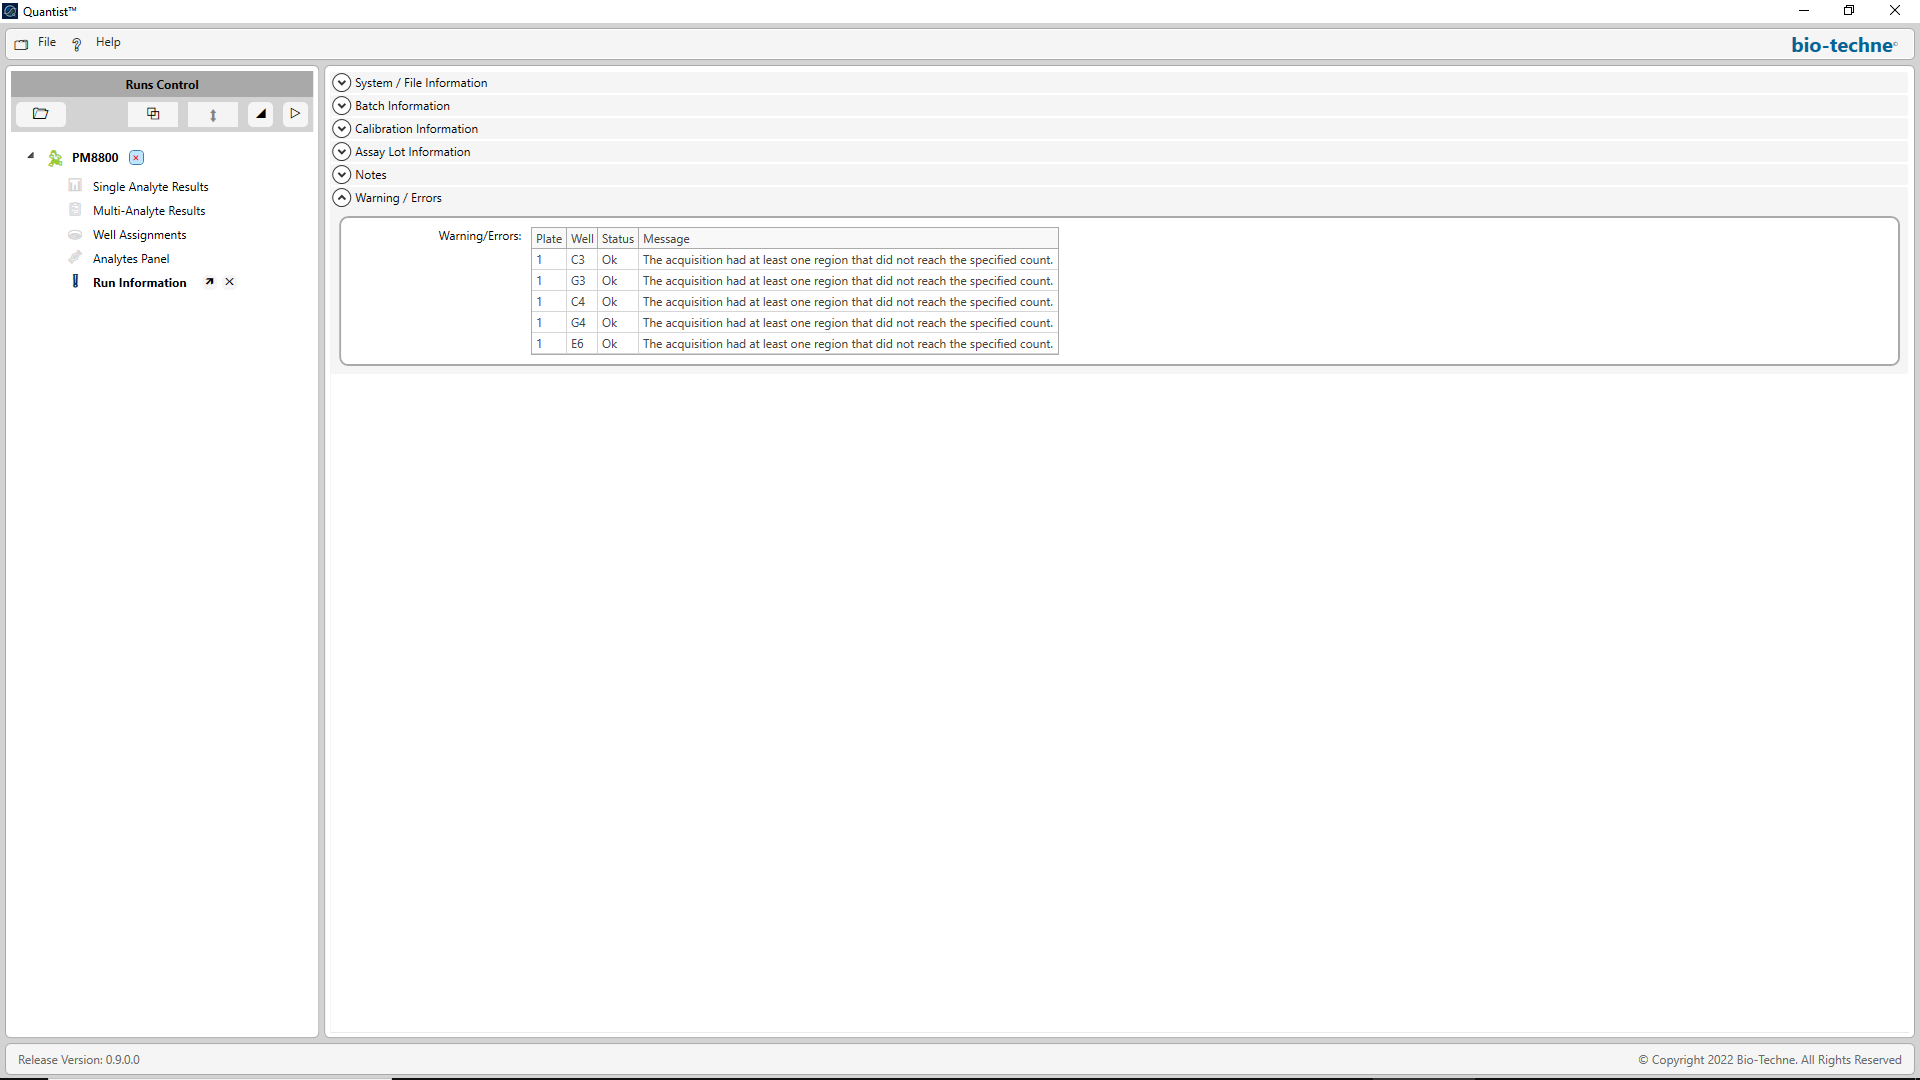 Quantist™
File Help
bio-techne®
Runs Control
PM8800
Single Analyte Results
Multi-Analyte Results
Well Assignments
Analytes Panel
Run Information
System / File Information
Batch Information
Calibration Information
Assay Lot Information
Notes
Warning / Errors
Warning/Errors:
Plate Well Status Message
1 C3 Ok The acquisition had at least one region that did not reach the specified count.
1 G3 Ok The acquisition had at least one region that did not reach the specified count.
1 C4 Ok The acquisition had at least one region that did not reach the specified count.
1 G4 Ok The acquisition had at least one region that did not reach the specified count.
1 E6 Ok The acquisition had at least one region that did not reach the specified count.
Release Version: 0.9.0.0
© Copyright 2022 Bio-Techne. All Rights Reserved